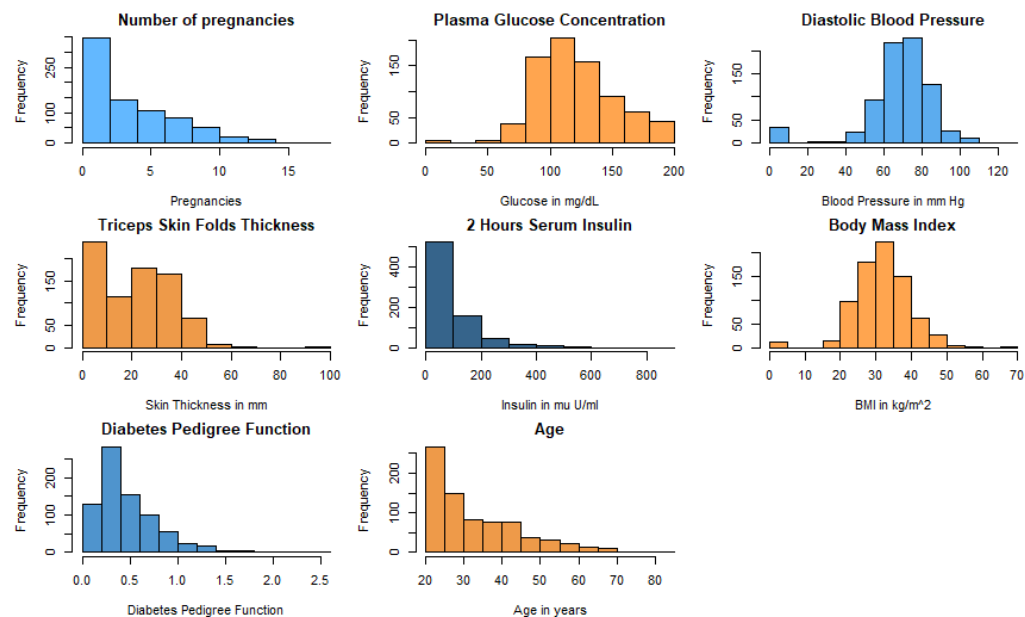 Number of pregnancies
Frequency
0 100 250
0 5 10 15
Pregnancies
Plasma Glucose Concentration
Frequency
0 50 150
0 50 100 150 200
Glucose in mg/dL
Diastolic Blood Pressure
Frequency
0 50 150
0 20 40 60 80 100 120
Blood Pressure in mm Hg
Triceps Skin Folds Thickness
Frequency
0 50 150
0 20 40 60 80 100
Skin Thickness in mm
2 Hours Serum Insulin
Frequency
0 200 400
0 200 400 600 800
Insulin in mu U/ml
Body Mass Index
Frequency
0 50 150
0 10 20 30 40 50 60 70
BMI in kg/m^2
Diabetes Pedigree Function
Frequency
0 100 200
0.0 0.5 1.0 1.5 2.0 2.5
Diabetes Pedigree Function
Age
Frequency
0 100 200
20 30 40 50 60 70 80
Age in years